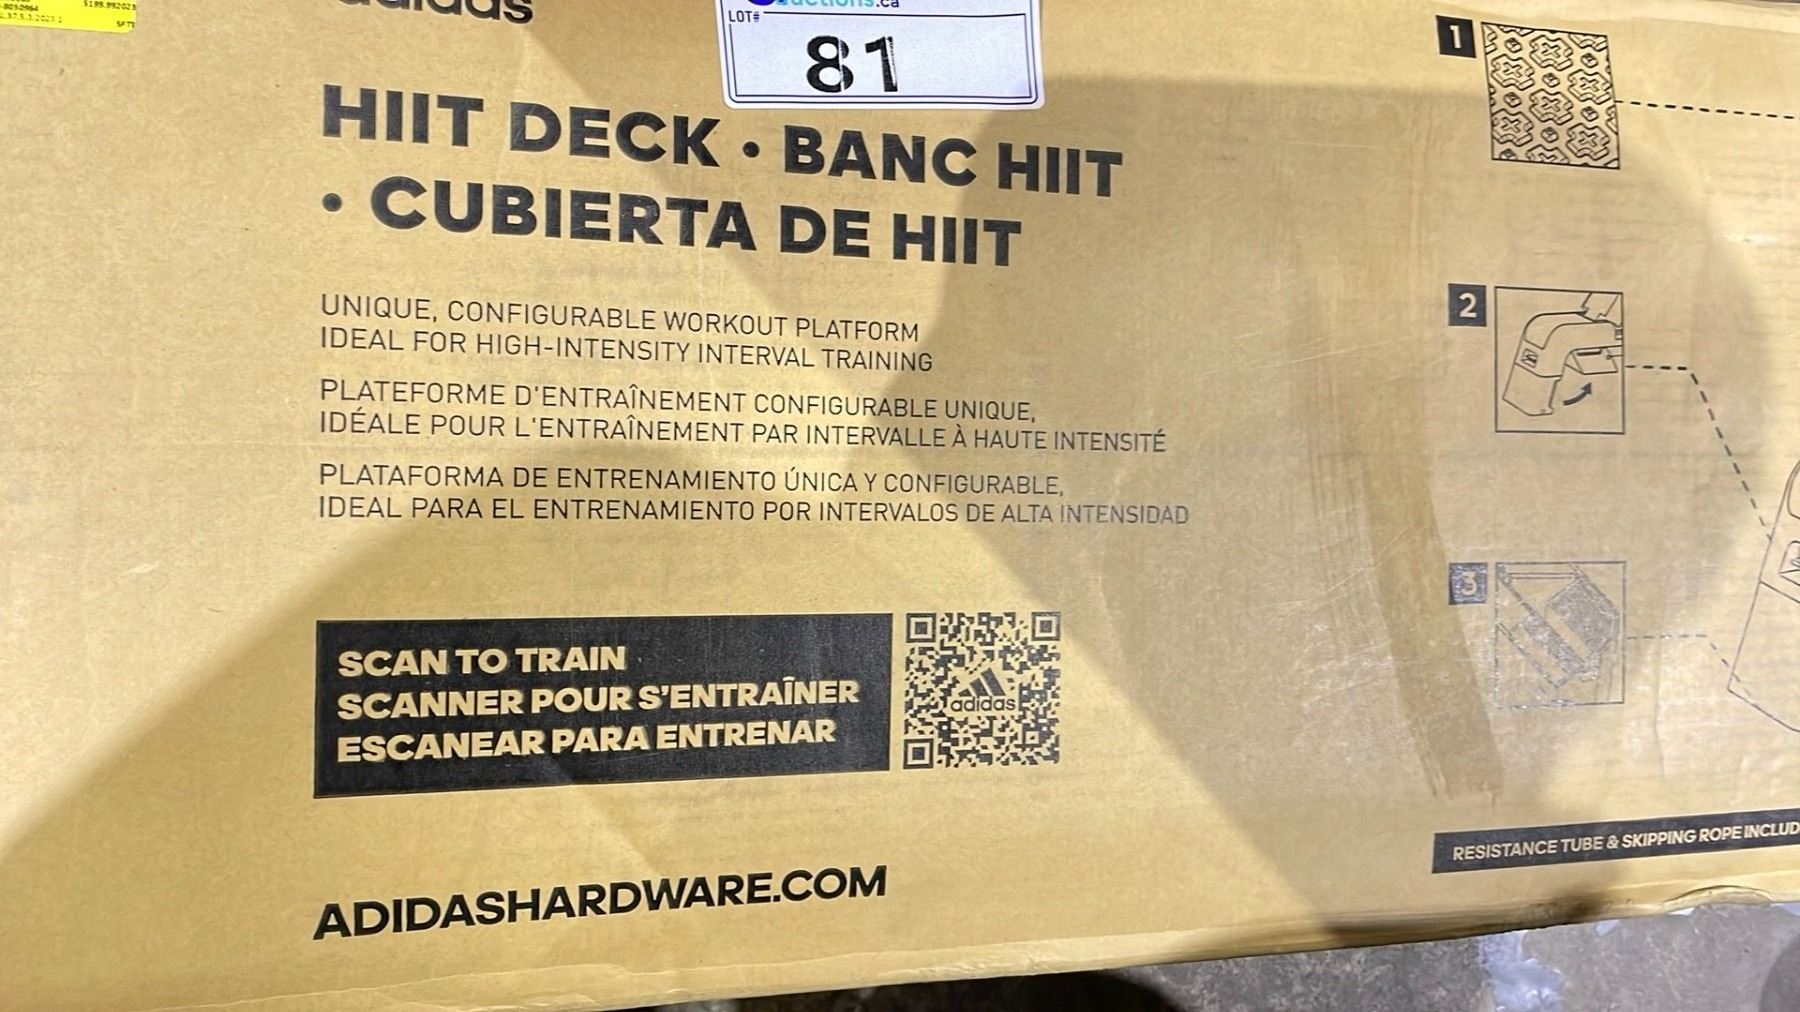 adidas
auctions.ca
LOT#
81
HIIT DECK • BANC HIIT
• CUBIERTA DE HIIT
UNIQUE, CONFIGURABLE WORKOUT PLATFORM
IDEAL FOR HIGH-INTENSITY INTERVAL TRAINING
PLATEFORME D'ENTRAÎNEMENT CONFIGURABLE UNIQUE,
IDÉALE POUR L'ENTRAÎNEMENT PAR INTERVALLE À HAUTE INTENSITÉ
PLATAFORMA DE ENTRENAMIENTO ÚNICA Y CONFIGURABLE,
IDEAL PARA EL ENTRENAMIENTO POR INTERVALOS DE ALTA INTENSIDAD
SCAN TO TRAIN
SCANNER POUR S'ENTRAÎNER
ESCANEAR PARA ENTRENAR
adidas
ADIDASHARDWARE.COM
1
2
3
RESISTANCE TUBE & SKIPPING ROPE INCLUD